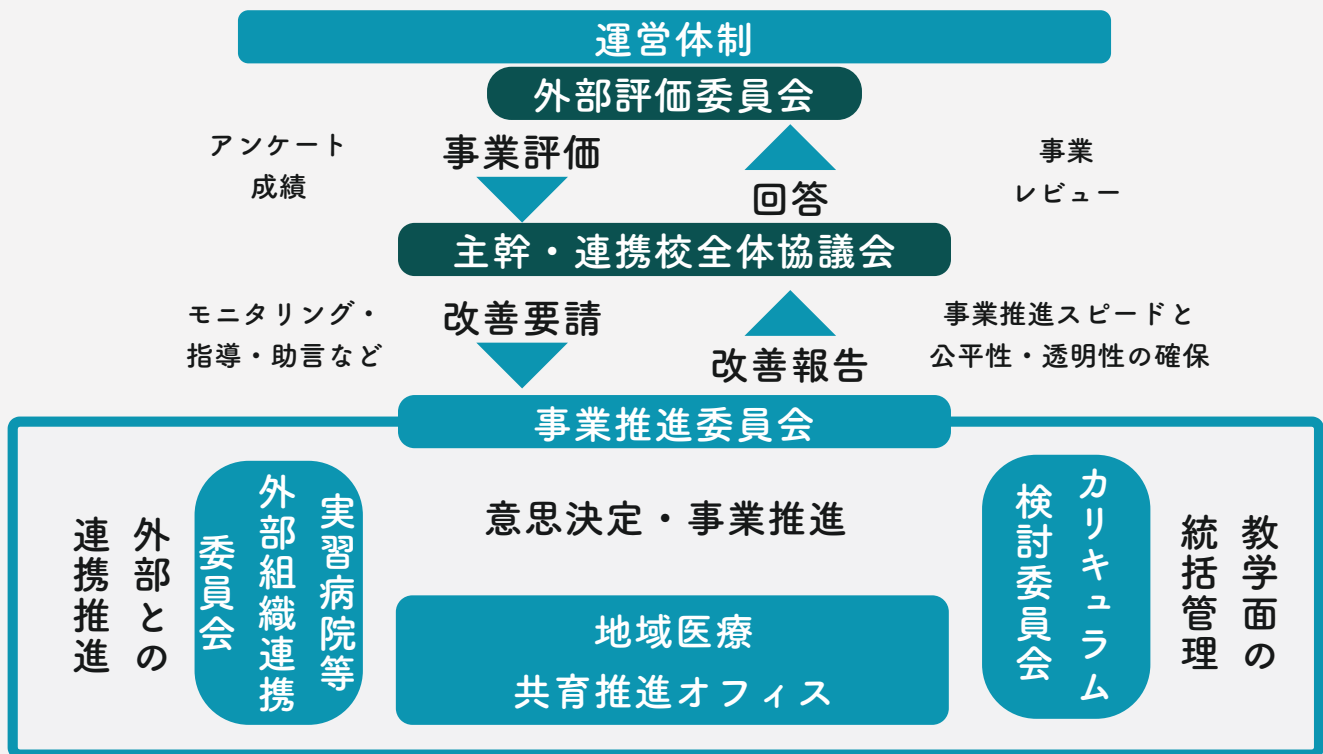 運営体制
外部評価委員会
アンケート
成績
事業評価
回答
事業
レビュー
主幹・連携校全体協議会
モニタリング・
指導・助言など
改善要請
改善報告
事業推進スピードと
公平性・透明性の確保
事業推進委員会
外部との
連携推進
実習病院等
外部組織連携
委員会
意思決定・事業推進
地域医療
共育推進オフィス
カリキュラム
検討委員会
教学面の
統括管理